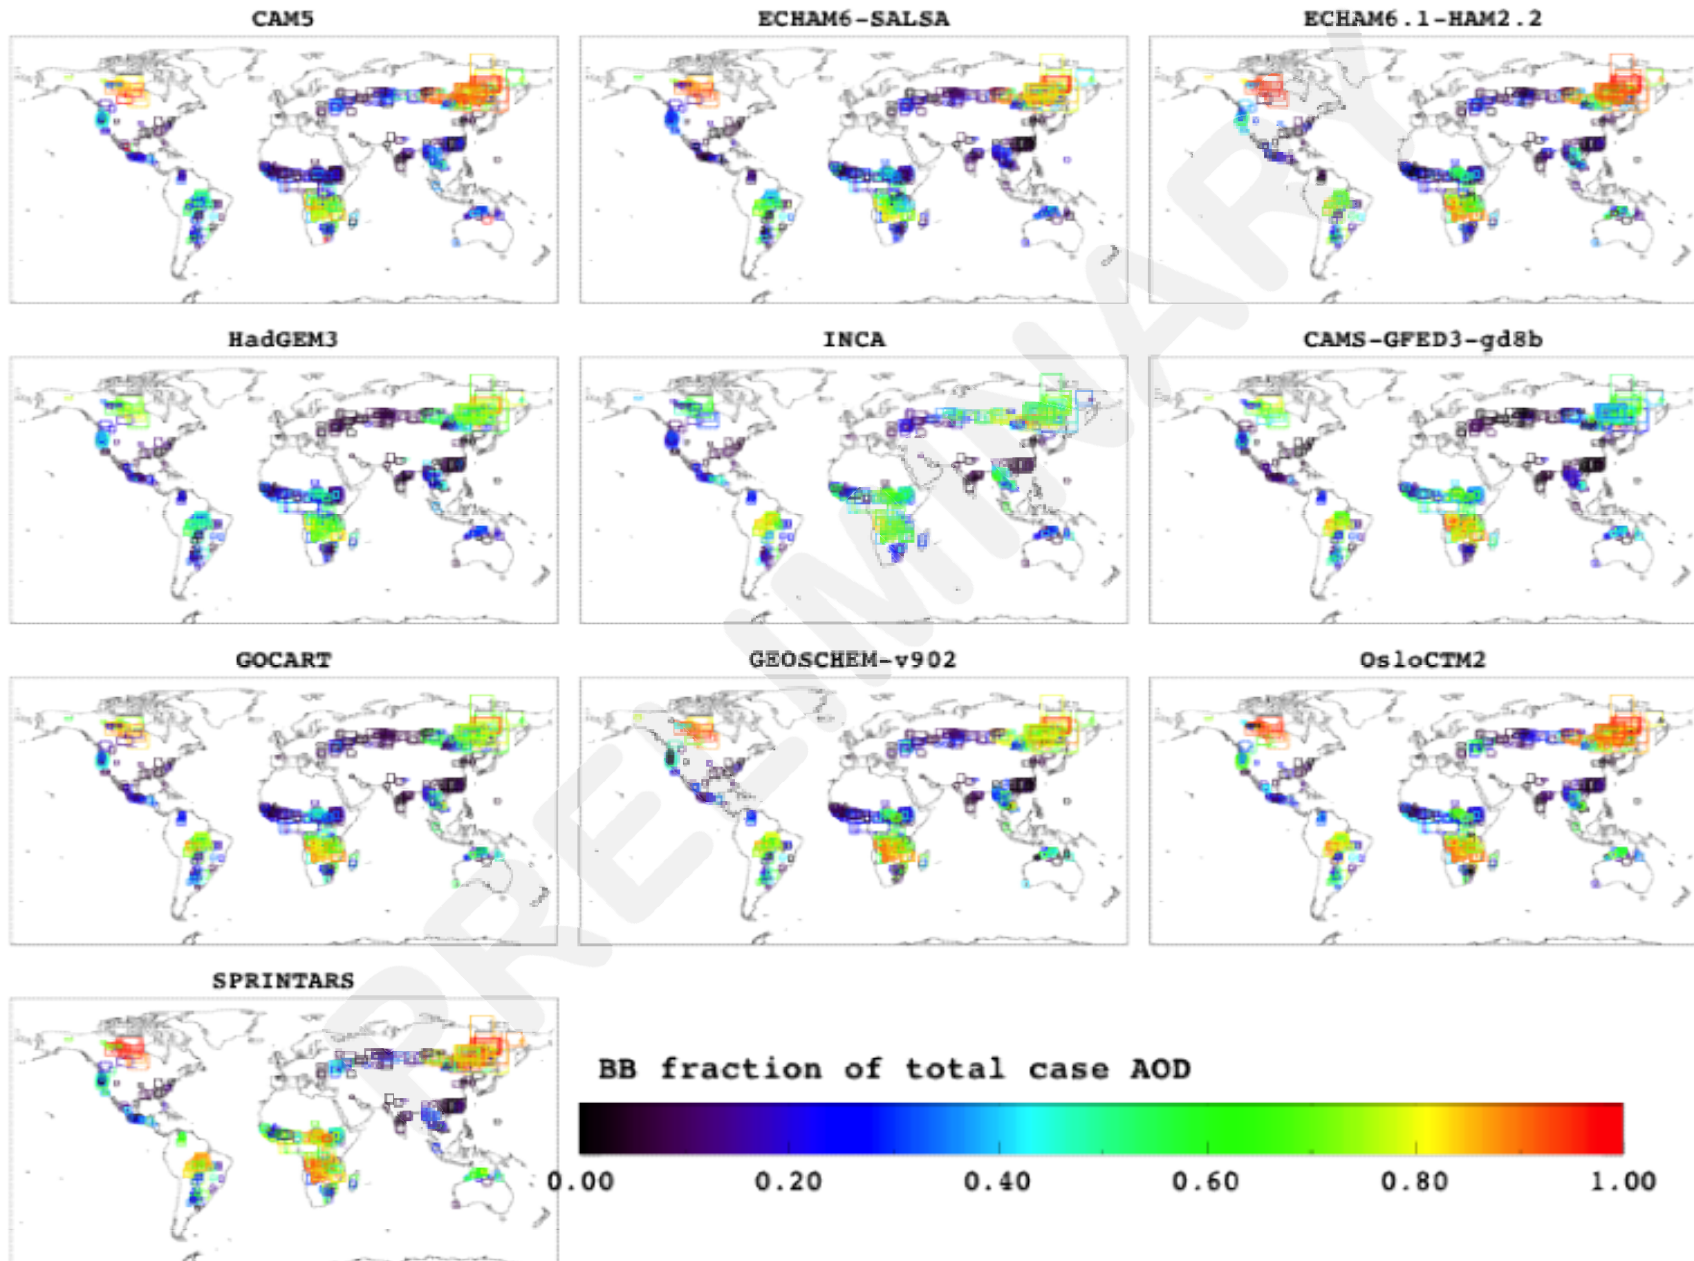 CAM5
ECHAM6-SALSA
ECHAM6.1-HAM2.2
HadGEM3
INCA
CAMS-GFED3-gd8b
GOCART
GEOSCHEM-v902
OsloCTM2
SPRINTARS
BB fraction of total case AOD
0.00 0.20 0.40 0.60 0.80 1.00
PRELIMINARY